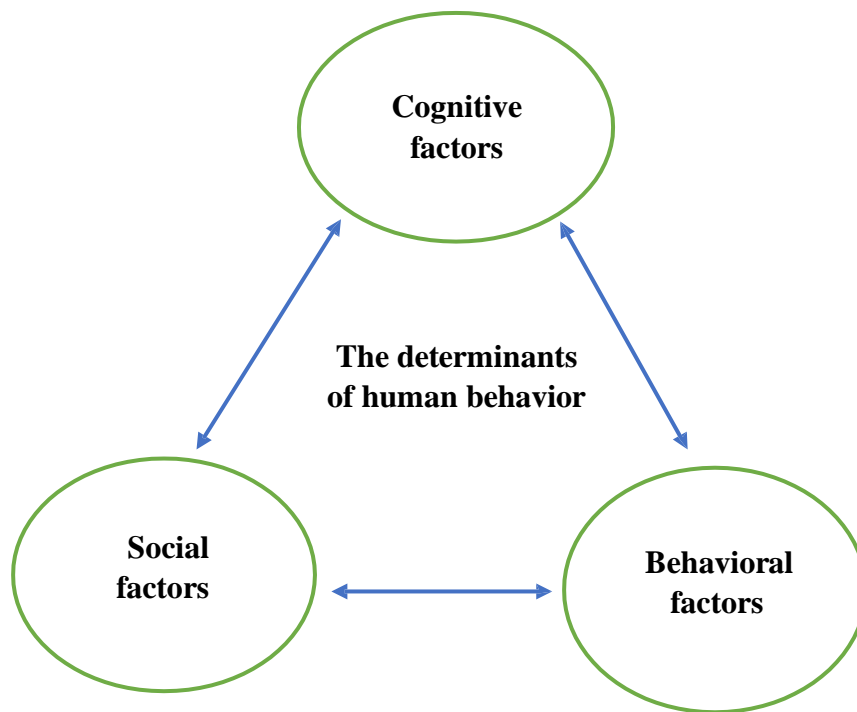 Cognitive
factors
The determinants
of human behavior
Social
factors
Behavioral
factors